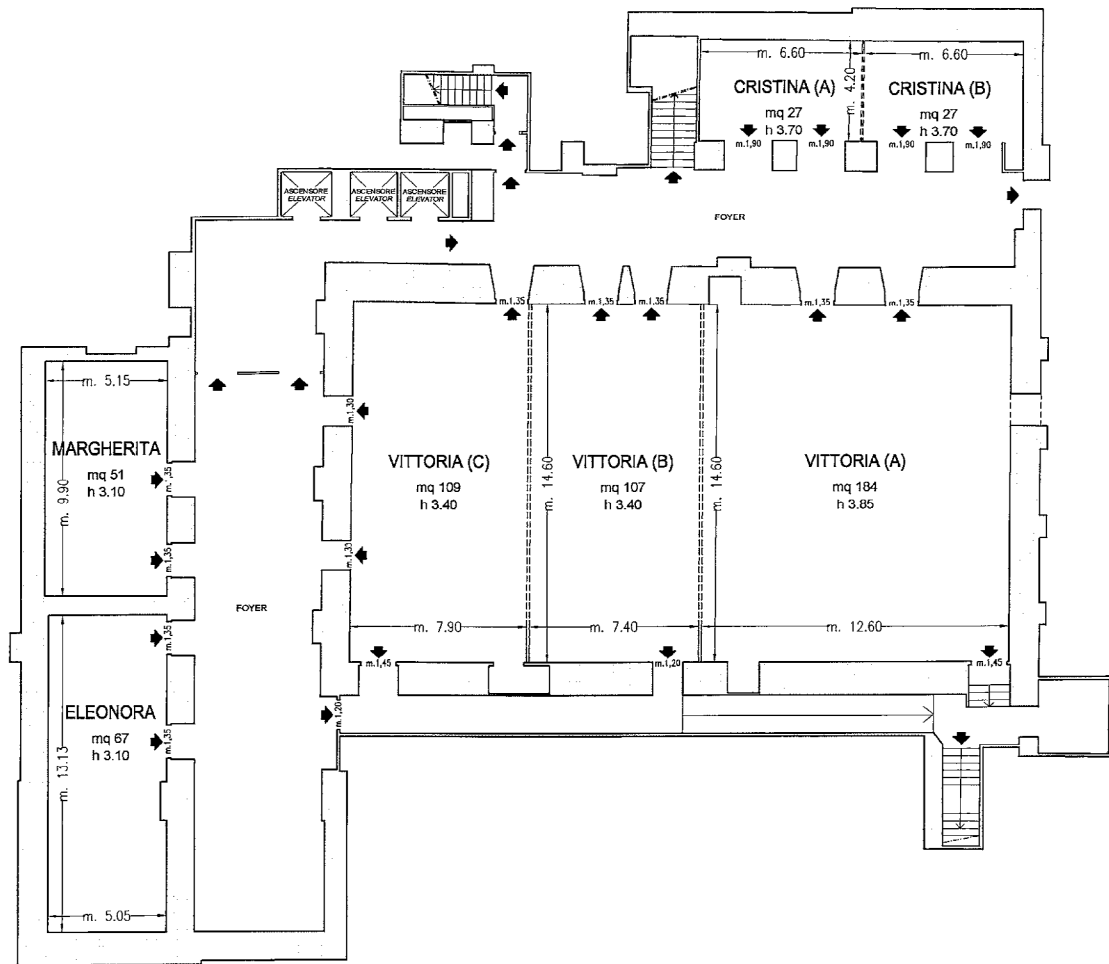 m. 6.60
m. 6.60
m. 4.20
CRISTINA (A)
mq 27
h 3.70
CRISTINA (B)
mq 27
h 3.70
m.1,90
m.1,90
m.1,90
m.1,90
ASCENSORE
ELEVATOR
ASCENSORE
ELEVATOR
ASCENSORE
ELEVATOR
FOYER
m.1,35
m.1,35
m.1,35
m.1,35
m.1,35
m. 5.15
MARGHERITA
mq 51
h 3.10
m. 9.90
m.1,35
m.1,35
m.1,30
m.1,30
VITTORIA (C)
mq 109
h 3.40
m. 14.60
VITTORIA (B)
mq 107
h 3.40
m. 14.60
VITTORIA (A)
mq 184
h 3.85
FOYER
m. 7.90
m. 7.40
m. 12.60
m.1,45
m.1,20
m.1,45
m.1,35
ELEONORA
mq 67
h 3.10
m. 13.13
m.1,35
m.1,20
m. 5.05